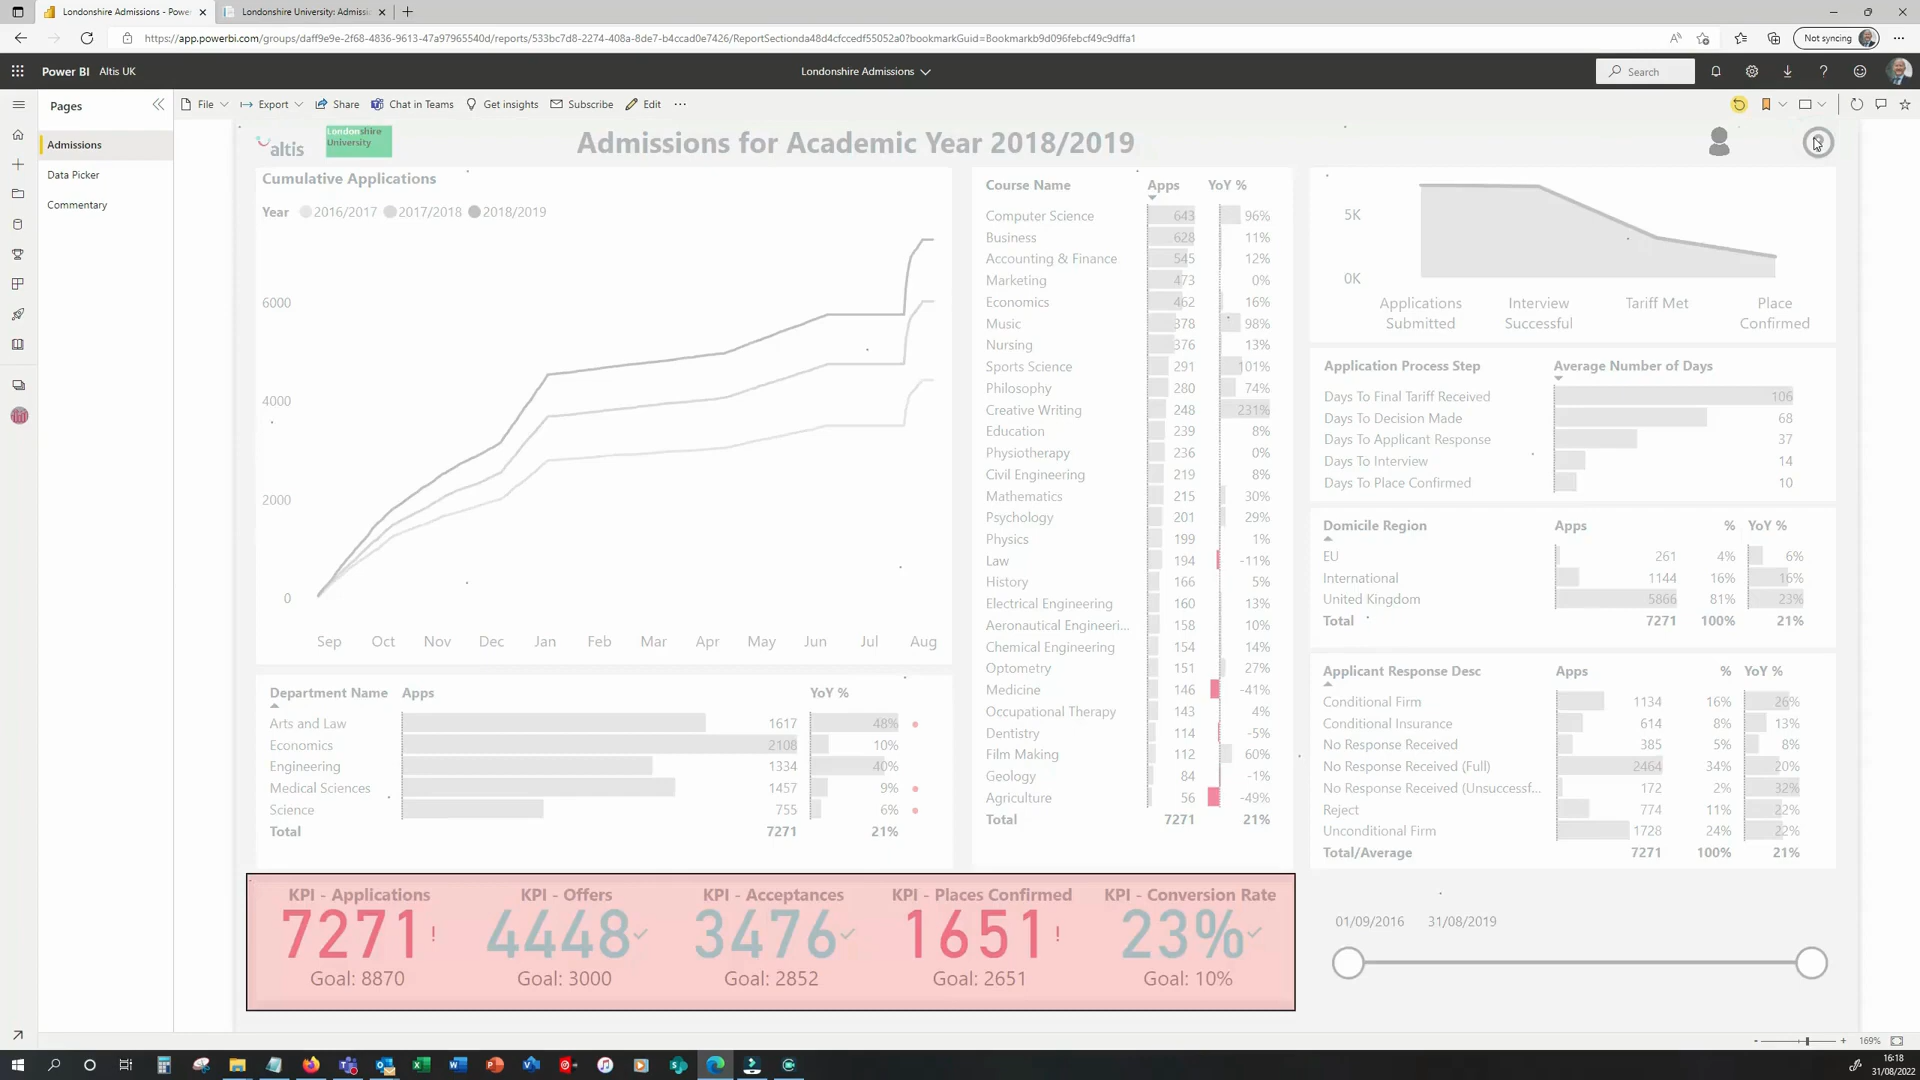 Londonshire Admissions - Powe
Londonshire University: Admissi
https://app.powerbi.com/groups/daff9e9e-2f68-4836-9613-47a97965540d/reports/533bc7d8-2274-408a-8de7-b4ccad0e7426/ReportSectionda48d4cfccedf55052a0?bookmarkGuid=Bookmarkb9d096febcf49c9dffa1
Not syncing
Power BI Altis UK
Londonshire Admissions
Search
Pages
File Export Share Chat in Teams Get insights Subscribe Edit
Admissions
Data Picker
Commentary
altis
Londonshire
University
Admissions for Academic Year 2018/2019
Cumulative Applications
Year 2016/2017 2017/2018 2018/2019
6000
4000
2000
0
Sep Oct Nov Dec Jan Feb Mar Apr May Jun Jul Aug
Department Name Apps YoY %
Arts and Law 1617 48%
Economics 2108 10%
Engineering 1334 40%
Medical Sciences 1457 9%
Science 755 6%
Total 7271 21%
Course Name Apps YoY %
Computer Science 643 96%
Business 628 11%
Accounting & Finance 545 12%
Marketing 473 0%
Economics 462 16%
Music 378 98%
Nursing 376 13%
Sports Science 291 101%
Philosophy 280 74%
Creative Writing 248 231%
Education 239 8%
Physiotherapy 236 0%
Civil Engineering 219 8%
Mathematics 215 30%
Psychology 201 29%
Physics 199 1%
Law 194 -11%
History 166 5%
Electrical Engineering 160 13%
Aeronautical Engineeri... 158 10%
Chemical Engineering 154 14%
Optometry 151 27%
Medicine 146 -41%
Occupational Therapy 143 4%
Dentistry 114 -5%
Film Making 112 60%
Geology 84 -1%
Agriculture 56 -49%
Total 7271 21%
5K
0K
Applications Interview Tariff Met Place
Submitted Successful Confirmed
Application Process Step Average Number of Days
Days To Final Tariff Received 106
Days To Decision Made 68
Days To Applicant Response 37
Days To Interview 14
Days To Place Confirmed 10
Domicile Region Apps % YoY %
EU 261 4% 6%
International 1144 16% 16%
United Kingdom 5866 81% 23%
Total 7271 100% 21%
Applicant Response Desc Apps % YoY %
Conditional Firm 1134 16% 26%
Conditional Insurance 614 8% 13%
No Response Received 385 5% 8%
No Response Received (Full) 2464 34% 20%
No Response Received (Unsuccessf... 172 2% 32%
Reject 774 11% 22%
Unconditional Firm 1728 24% 22%
Total/Average 7271 100% 21%
KPI - Applications KPI - Offers KPI - Acceptances KPI - Places Confirmed KPI - Conversion Rate
7271! 4448 3476 1651! 23%
Goal: 8870 Goal: 3000 Goal: 2852 Goal: 2651 Goal: 10%
01/09/2016 31/08/2019
169%
16:18
31/08/2022